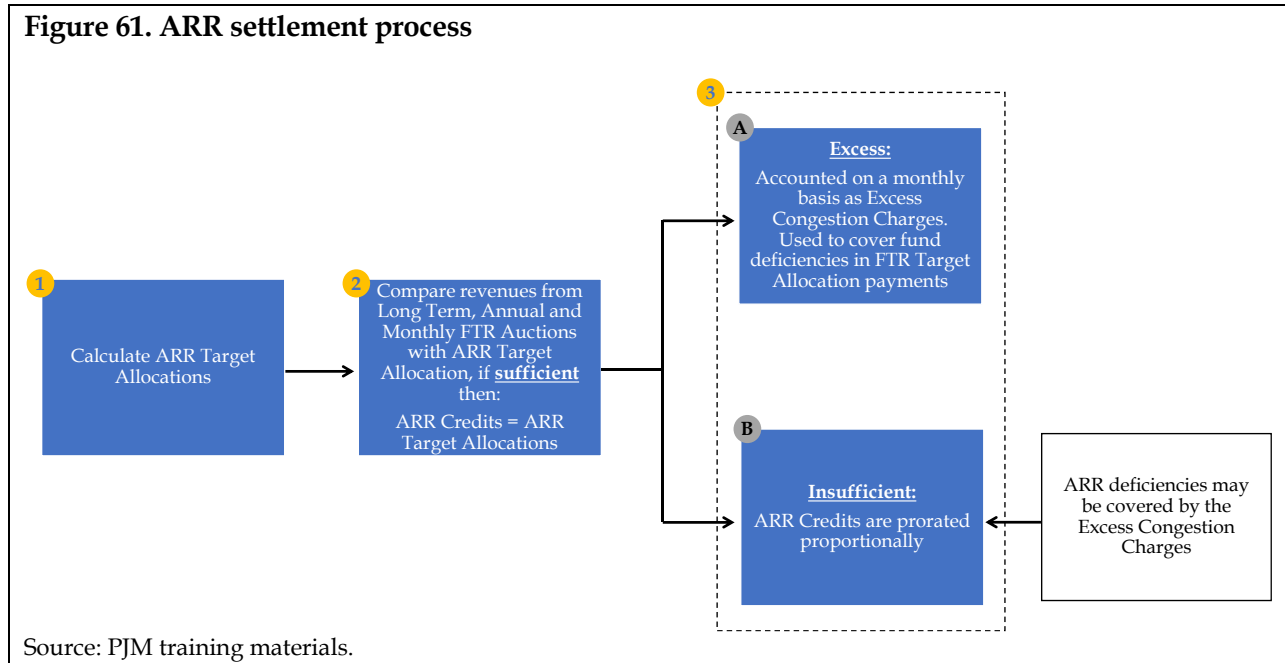 Figure 61. ARR settlement process
1
Calculate ARR Target
Allocations
2
Compare revenues from
Long Term, Annual and
Monthly FTR Auctions
with ARR Target
Allocation, if sufficient
then:
ARR Credits = ARR
Target Allocations
3
A
Excess:
Accounted on a monthly
basis as Excess
Congestion Charges.
Used to cover fund
deficiencies in FTR Target
Allocation payments
B
Insufficient:
ARR Credits are prorated
proportionally
ARR deficiencies may
be covered by the
Excess Congestion
Charges
Source: PJM training materials.